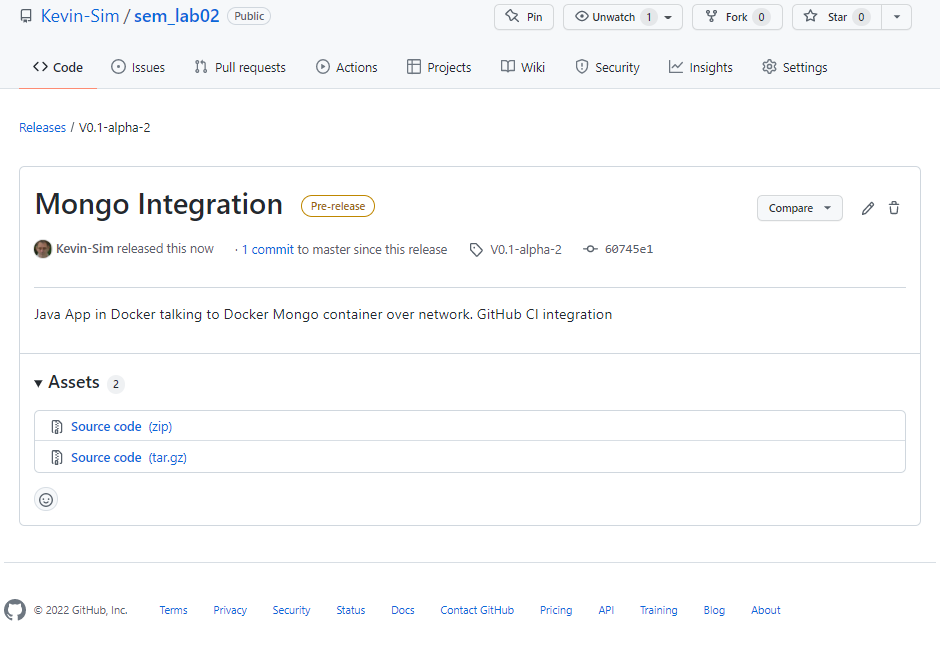 Kevin-Sim / sem_lab02 Public Pin Unwatch 1 Fork 0 Star 0
Code Issues Pull requests Actions Projects Wiki Security Insights Settings
Releases / V0.1-alpha-2
Mongo Integration Pre-release Compare
Kevin-Sim released this now · 1 commit to master since this release V0.1-alpha-2 60745e1
Java App in Docker talking to Docker Mongo container over network. GitHub CI integration
Assets 2
Source code (zip)
Source code (tar.gz)
© 2022 GitHub, Inc. Terms Privacy Security Status Docs Contact GitHub Pricing API Training Blog About